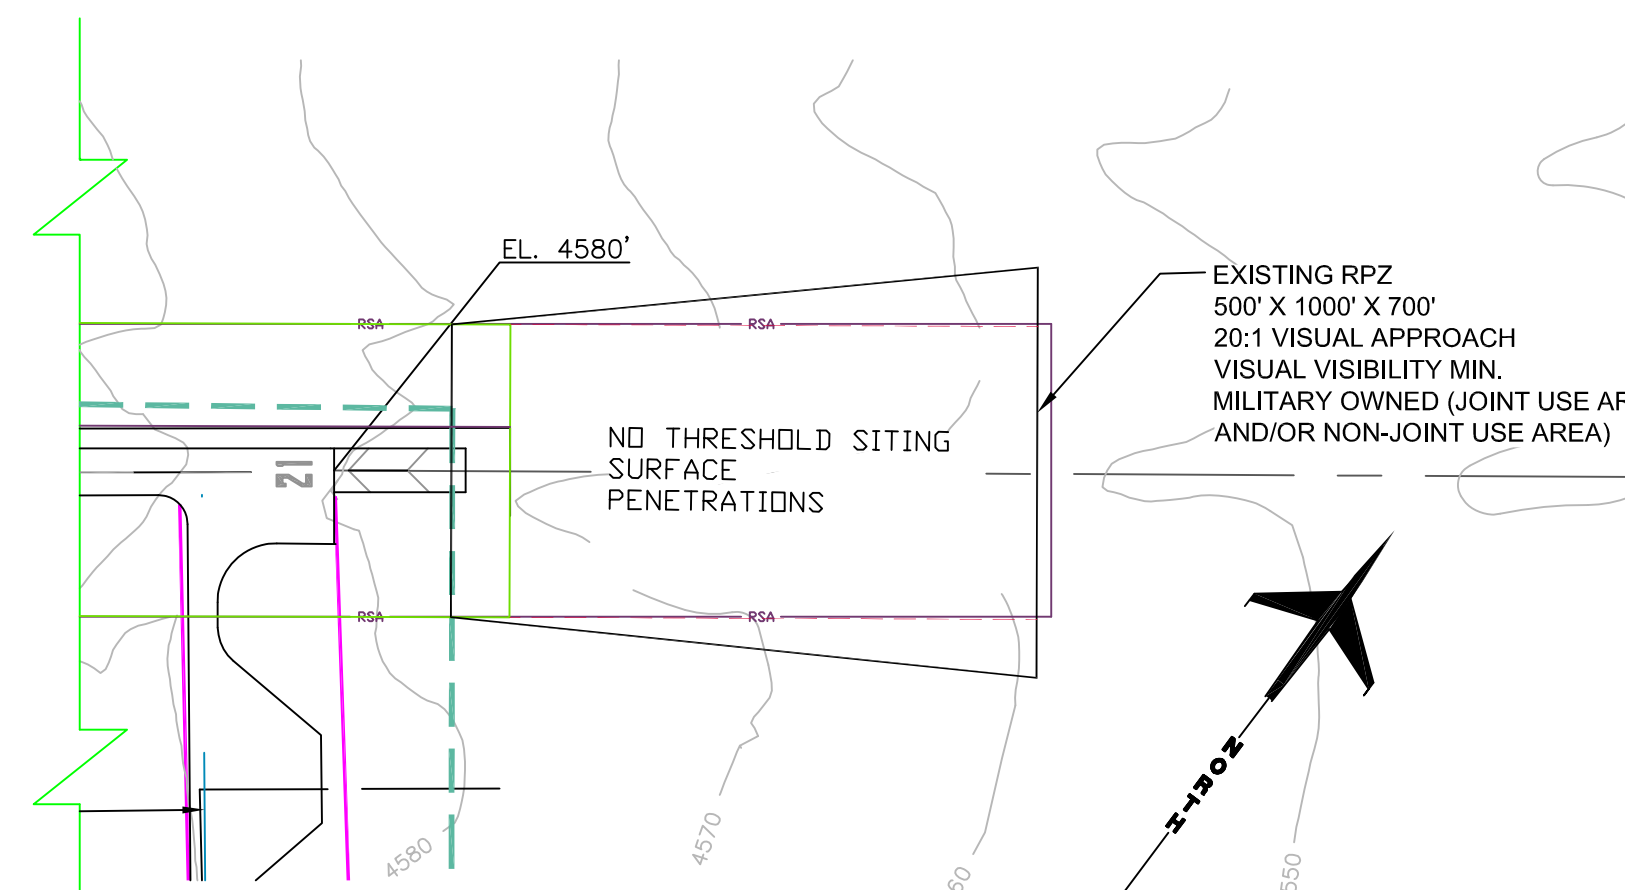 EL. 4580'
EXISTING RPZ
500' X 1000' X 700'
20:1 VISUAL APPROACH
VISUAL VISIBILITY MIN.
MILITARY OWNED (JOINT USE AR
AND/OR NON-JOINT USE AREA)
RSA
RSA
NO THRESHOLD SITING
SURFACE
PENETRATIONS
21
RSA
RSA
NORTH
4580
4570
60
550